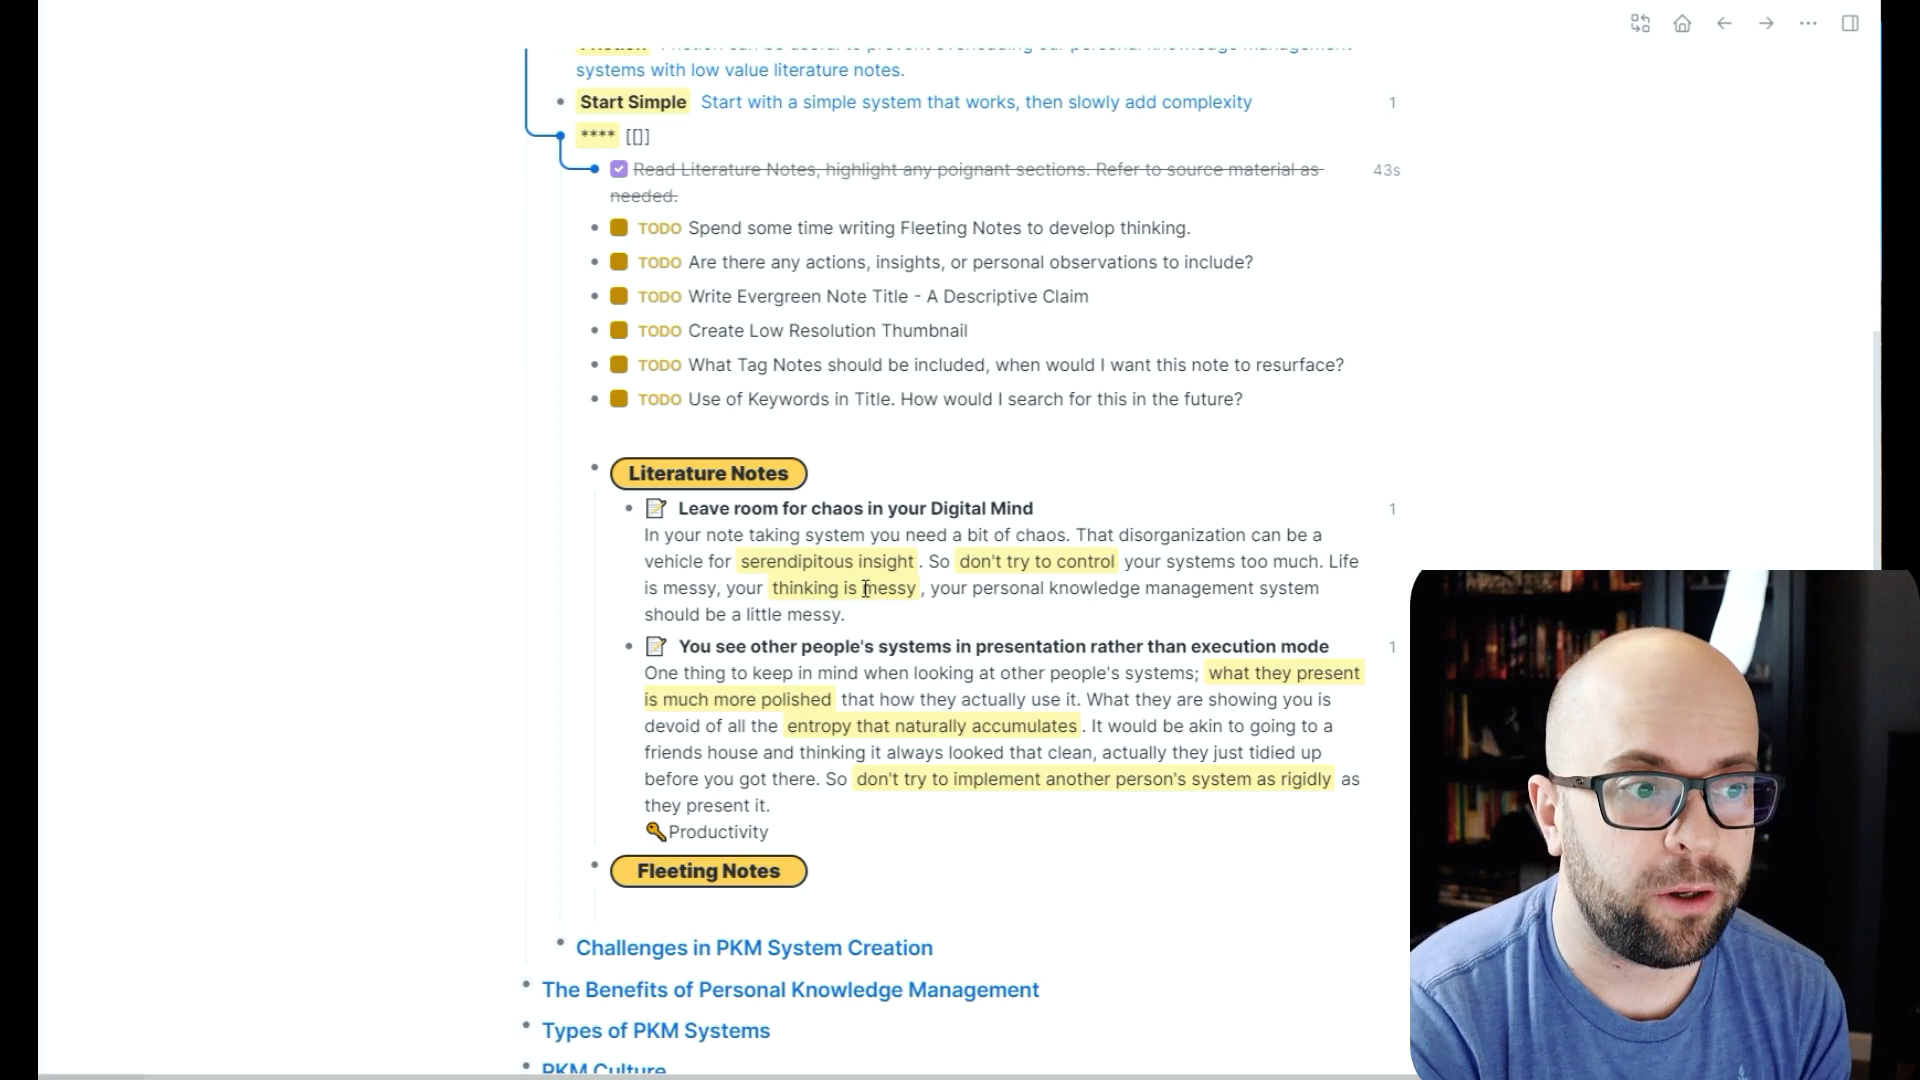 Friction Friction can be useful to prevent overloading our personal knowledge management
systems with low value literature notes.
Start Simple Start with a simple system that works, then slowly add complexity 1
**** [[]]
Read Literature Notes, highlight any poignant sections. Refer to source material as 43s
needed.
TODO Spend some time writing Fleeting Notes to develop thinking.
TODO Are there any actions, insights, or personal observations to include?
TODO Write Evergreen Note Title - A Descriptive Claim
TODO Create Low Resolution Thumbnail
TODO What Tag Notes should be included, when would I want this note to resurface?
TODO Use of Keywords in Title. How would I search for this in the future?
Literature Notes
Leave room for chaos in your Digital Mind 1
In your note taking system you need a bit of chaos. That disorganization can be a
vehicle for serendipitous insight. So don't try to control your systems too much. Life
is messy, your thinking is messy, your personal knowledge management system
should be a little messy.
You see other people's systems in presentation rather than execution mode 1
One thing to keep in mind when looking at other people's systems; what they present
is much more polished that how they actually use it. What they are showing you is
devoid of all the entropy that naturally accumulates. It would be akin to going to a
friends house and thinking it always looked that clean, actually they just tidied up
before you got there. So don't try to implement another person's system as rigidly as
they present it.
Productivity
Fleeting Notes
Challenges in PKM System Creation
The Benefits of Personal Knowledge Management
Types of PKM Systems
PKM Culture